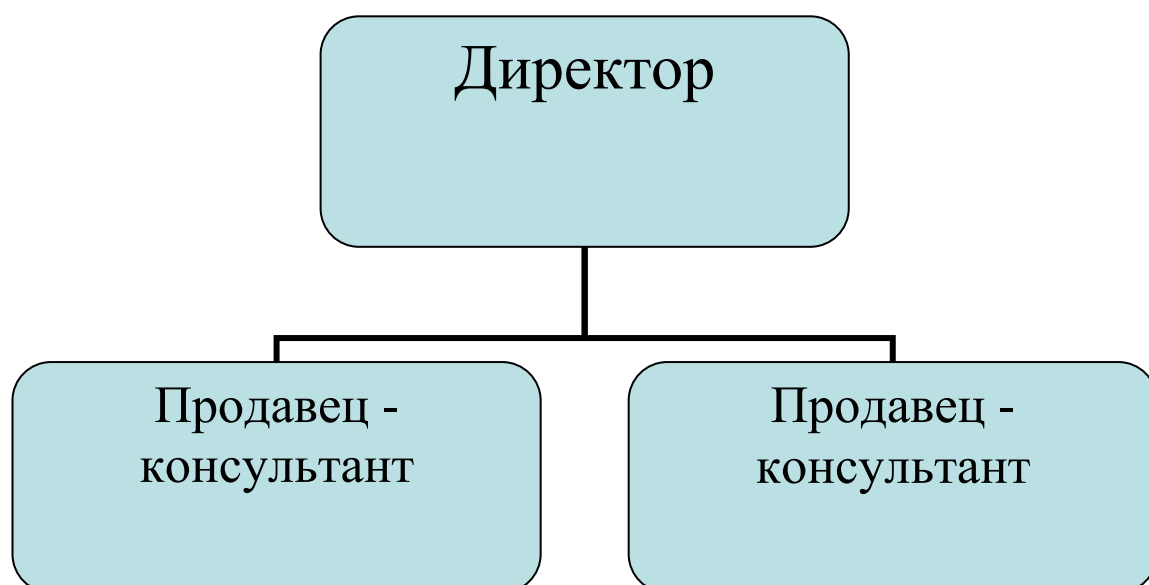 Директор
Продавец -
консультант
Продавец -
консультант